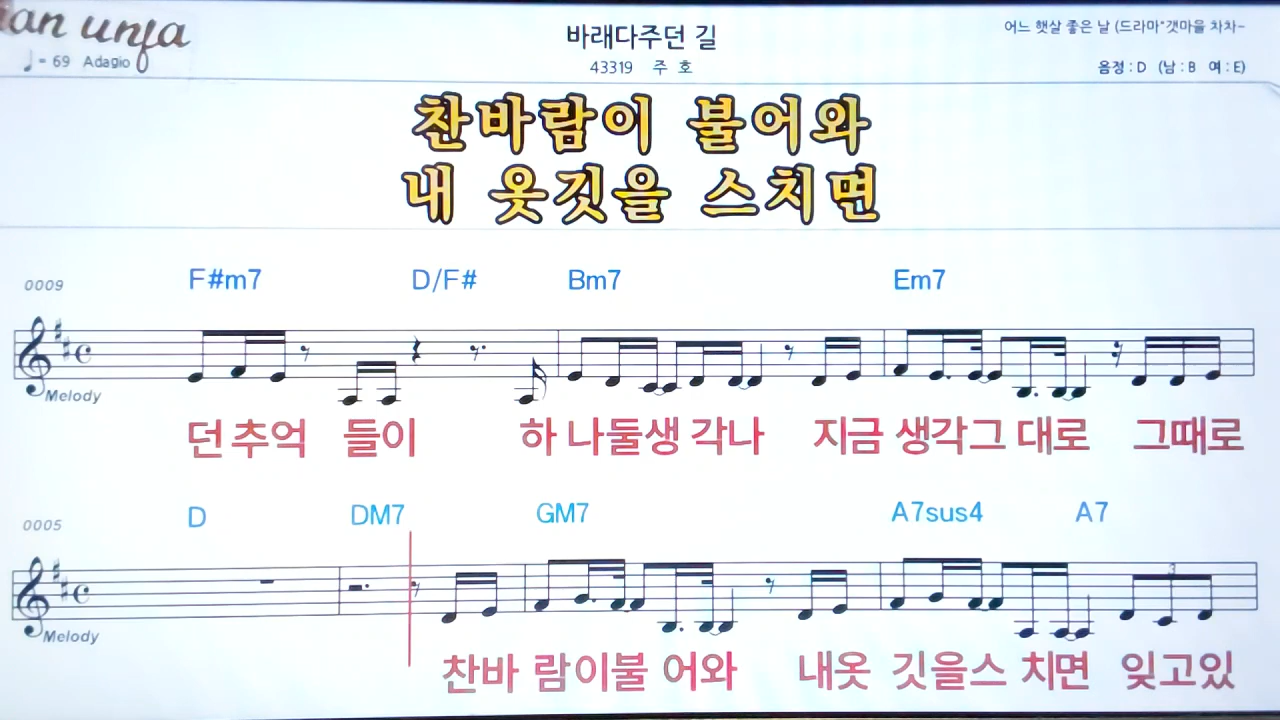 ♩= 69 Adagio
바래다주던 길
43319 주 호
어느 햇살 좋은 날 (드라마"갯마을 차차~
음정 : D (남 : B 여 : E)
찬바람이 불어와
내 옷깃을 스치면
0009
F#m7 D/F# Bm7 Em7
Melody
던 추억 들이 하 나둘생 각나 지금 생각그 대로 그때로
0005
D DM7 GM7 A7sus4 A7
3
Melody
찬바 람이불 어와 내옷 깃을스 치면 잊고있